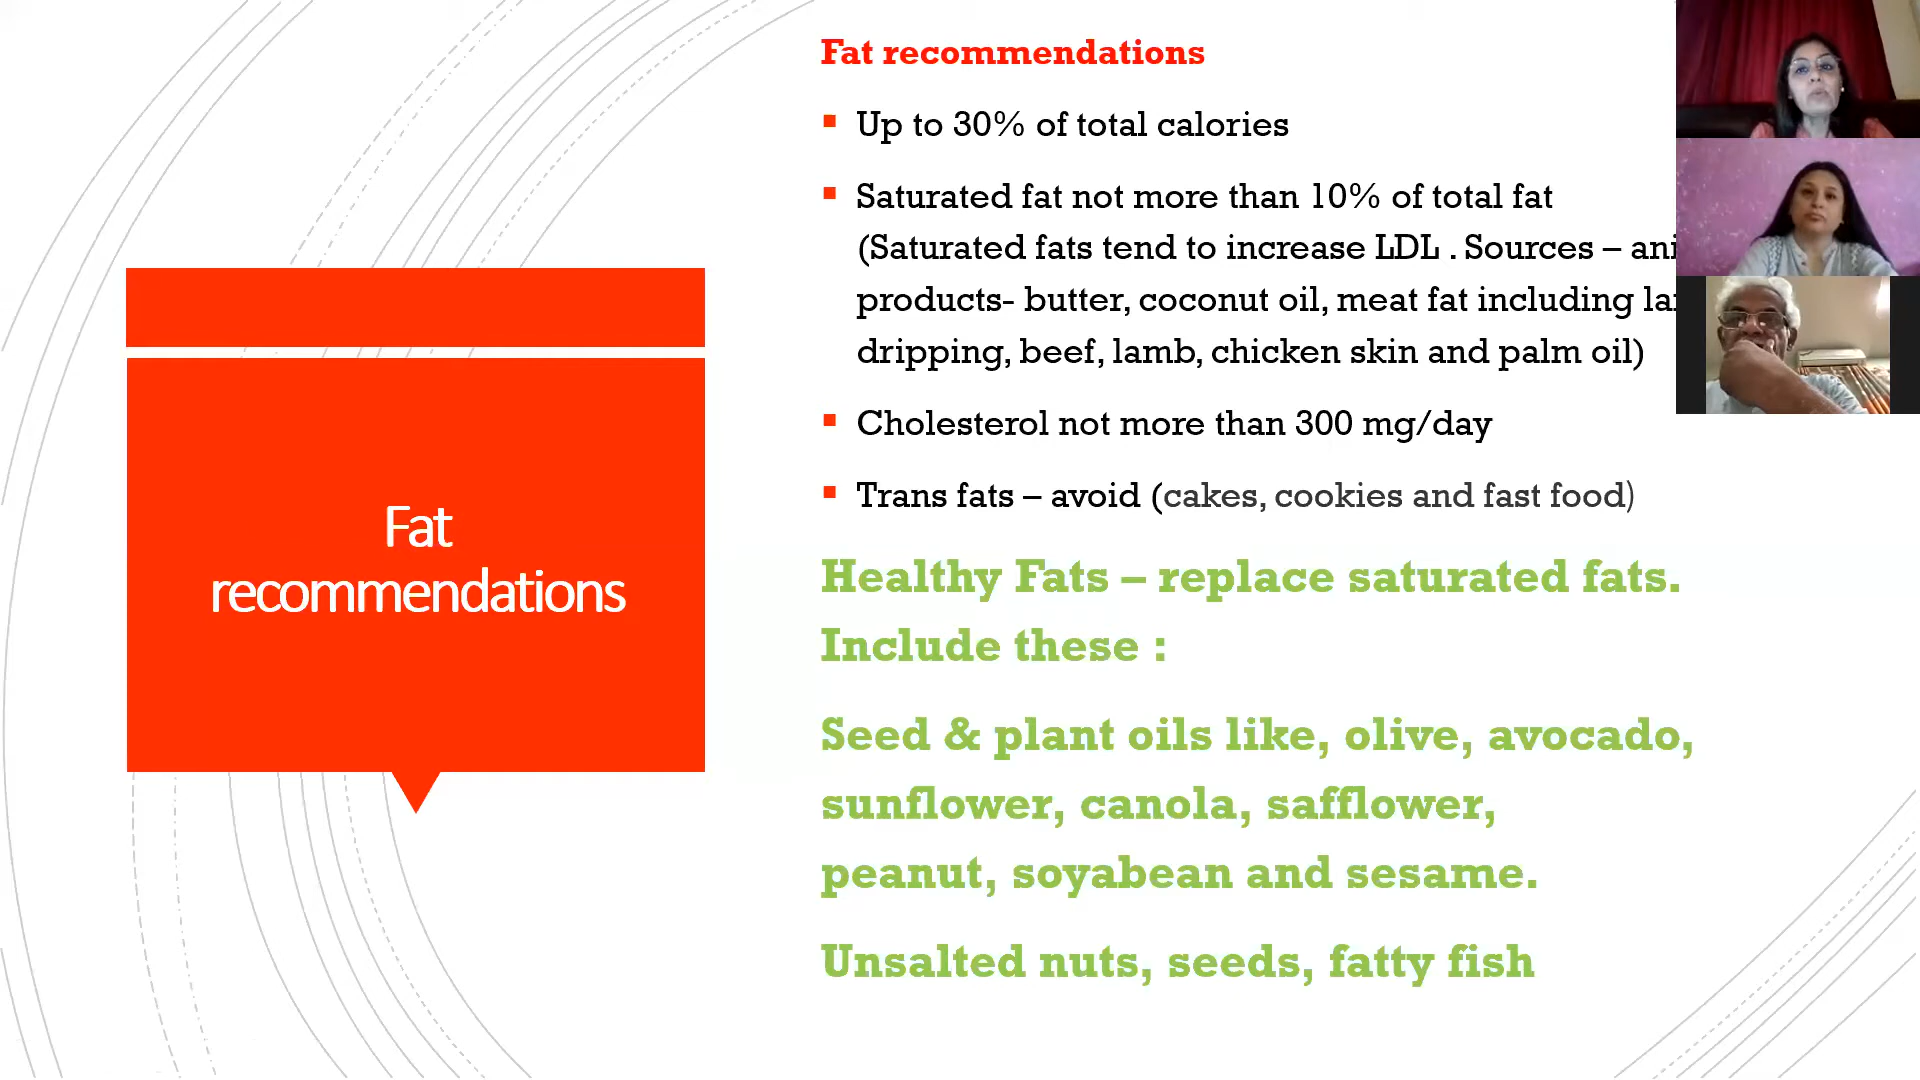 Fat
recommendations
Fat recommendations
Up to 30% of total calories
Saturated fat not more than 10% of total fat
(Saturated fats tend to increase LDL . Sources –
products- butter, coconut oil, meat fat including
dripping, beef, lamb, chicken skin and palm oil)
Cholesterol not more than 300 mg/day
Trans fats – avoid (cakes, cookies and fast food)
Healthy Fats – replace saturated fats.
Include these :
Seed & plant oils like, olive, avocado,
sunflower, canola, safflower,
peanut, soyabean and sesame.
Unsalted nuts, seeds, fatty fish